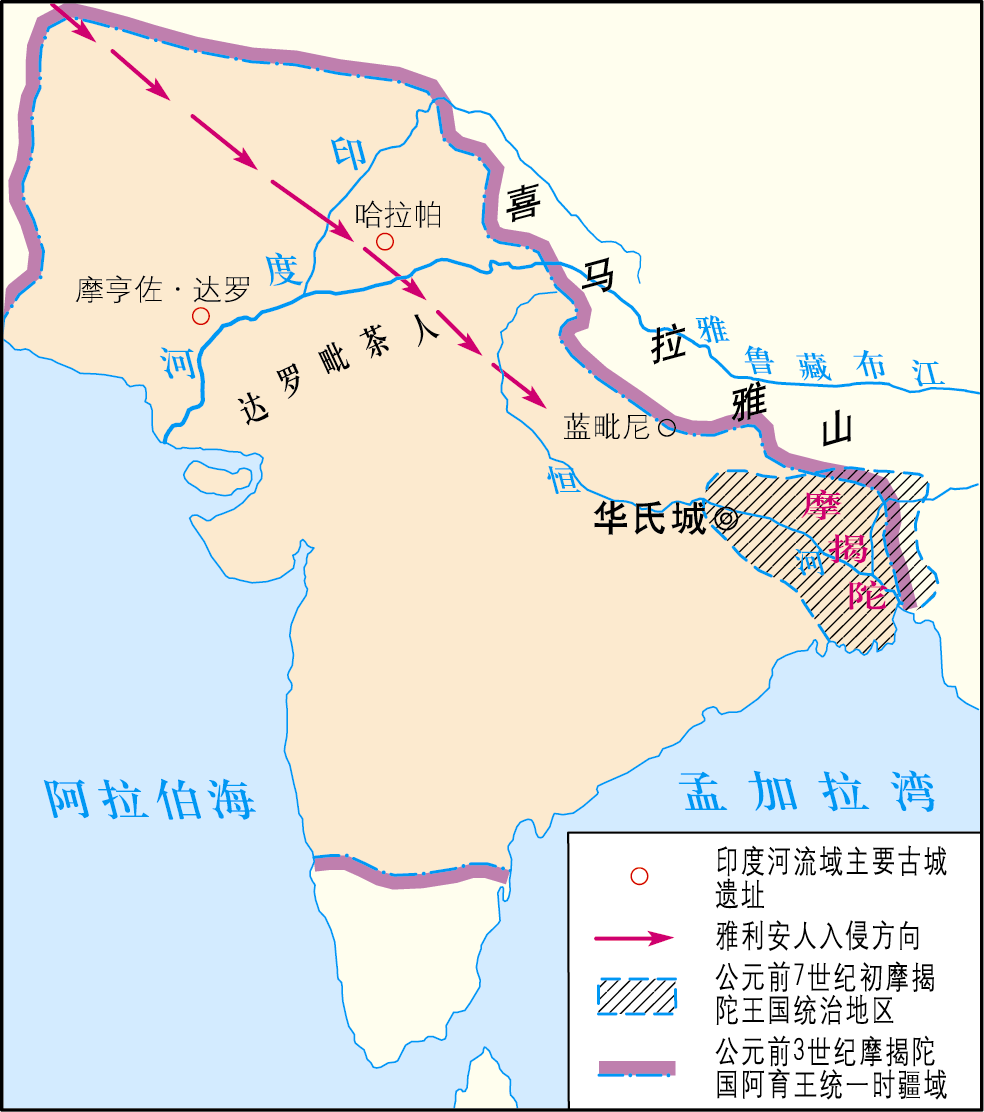 印度河
哈拉帕
摩亨佐·达罗
达罗毗荼人
喜马拉雅山
雅鲁藏布江
蓝毗尼
恒河
华氏城
摩揭陀
阿拉伯海
孟加拉湾
印度河流域主要古城
遗址
雅利安人入侵方向
公元前7世纪初摩揭
陀王国统治地区
公元前3世纪摩揭陀
国阿育王统一时疆域